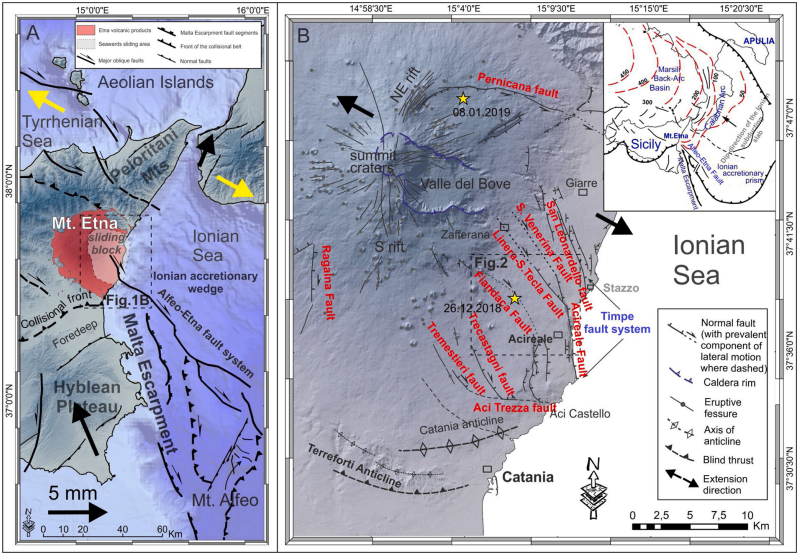 15°0'0"E
16°0'0"E
A
Etna volcanic products
Seawards sliding area
Major oblique faults
Malta Escarpment fault segments
Front of the collisional belt
Normal faults
Aeolian Islands
Tyrrhenian
Sea
Peloritani
Mts
38°0'0"N
37°0'0"N
Mt. Etna
sliding
block
Ionian
Sea
Ionian accretionary
wedge
Fig.1B
Collisional front
Foredeep
Alfeo-Etna fault system
Malta Escarpment
Hyblean
Plateau
Mt. Alfeo
5 mm
N
0
20
40
60
Km
14°58'30"E
15°4'0"E
15°9'30"E
15°15'0"E
15°20'30"E
B
NE rift
Pernicana fault
08.01.2019
summit
craters
Valle del Bove
S rift
Giarre
Zafferana
Ragalna Fault
S. Venerina Fault
San Leonardello fault
Linera-S.Tecla Fault
Fig.2
Fiandaca Fault
26.12.2018
Stazzo
Timpe
fault system
Acireale
Acireale Fault
Tremestieri fault
Trecastagni fault
Aci Trezza fault
Aci Castello
Catania anticline
Terreforti Anticline
Catania
Ionian
Sea
N
37°47'0"N
37°41'30"N
37°36'0"N
37°30'30"N
APULIA
Marsili
Back-Arc
Basin
450
400
300
200
100
50
Calabrian Arc
Mt.Etna
Sicily
Alfeo-Etna Fault
Malta Escarpment
Ionian
accretionary
prism
Normal fault
(with prevalent
component of
lateral motion
where dashed)
Caldera rim
Eruptive
fessure
Axis of
anticline
Blind thrust
Extension
direction
0
2,5
5
7,5
10
Km